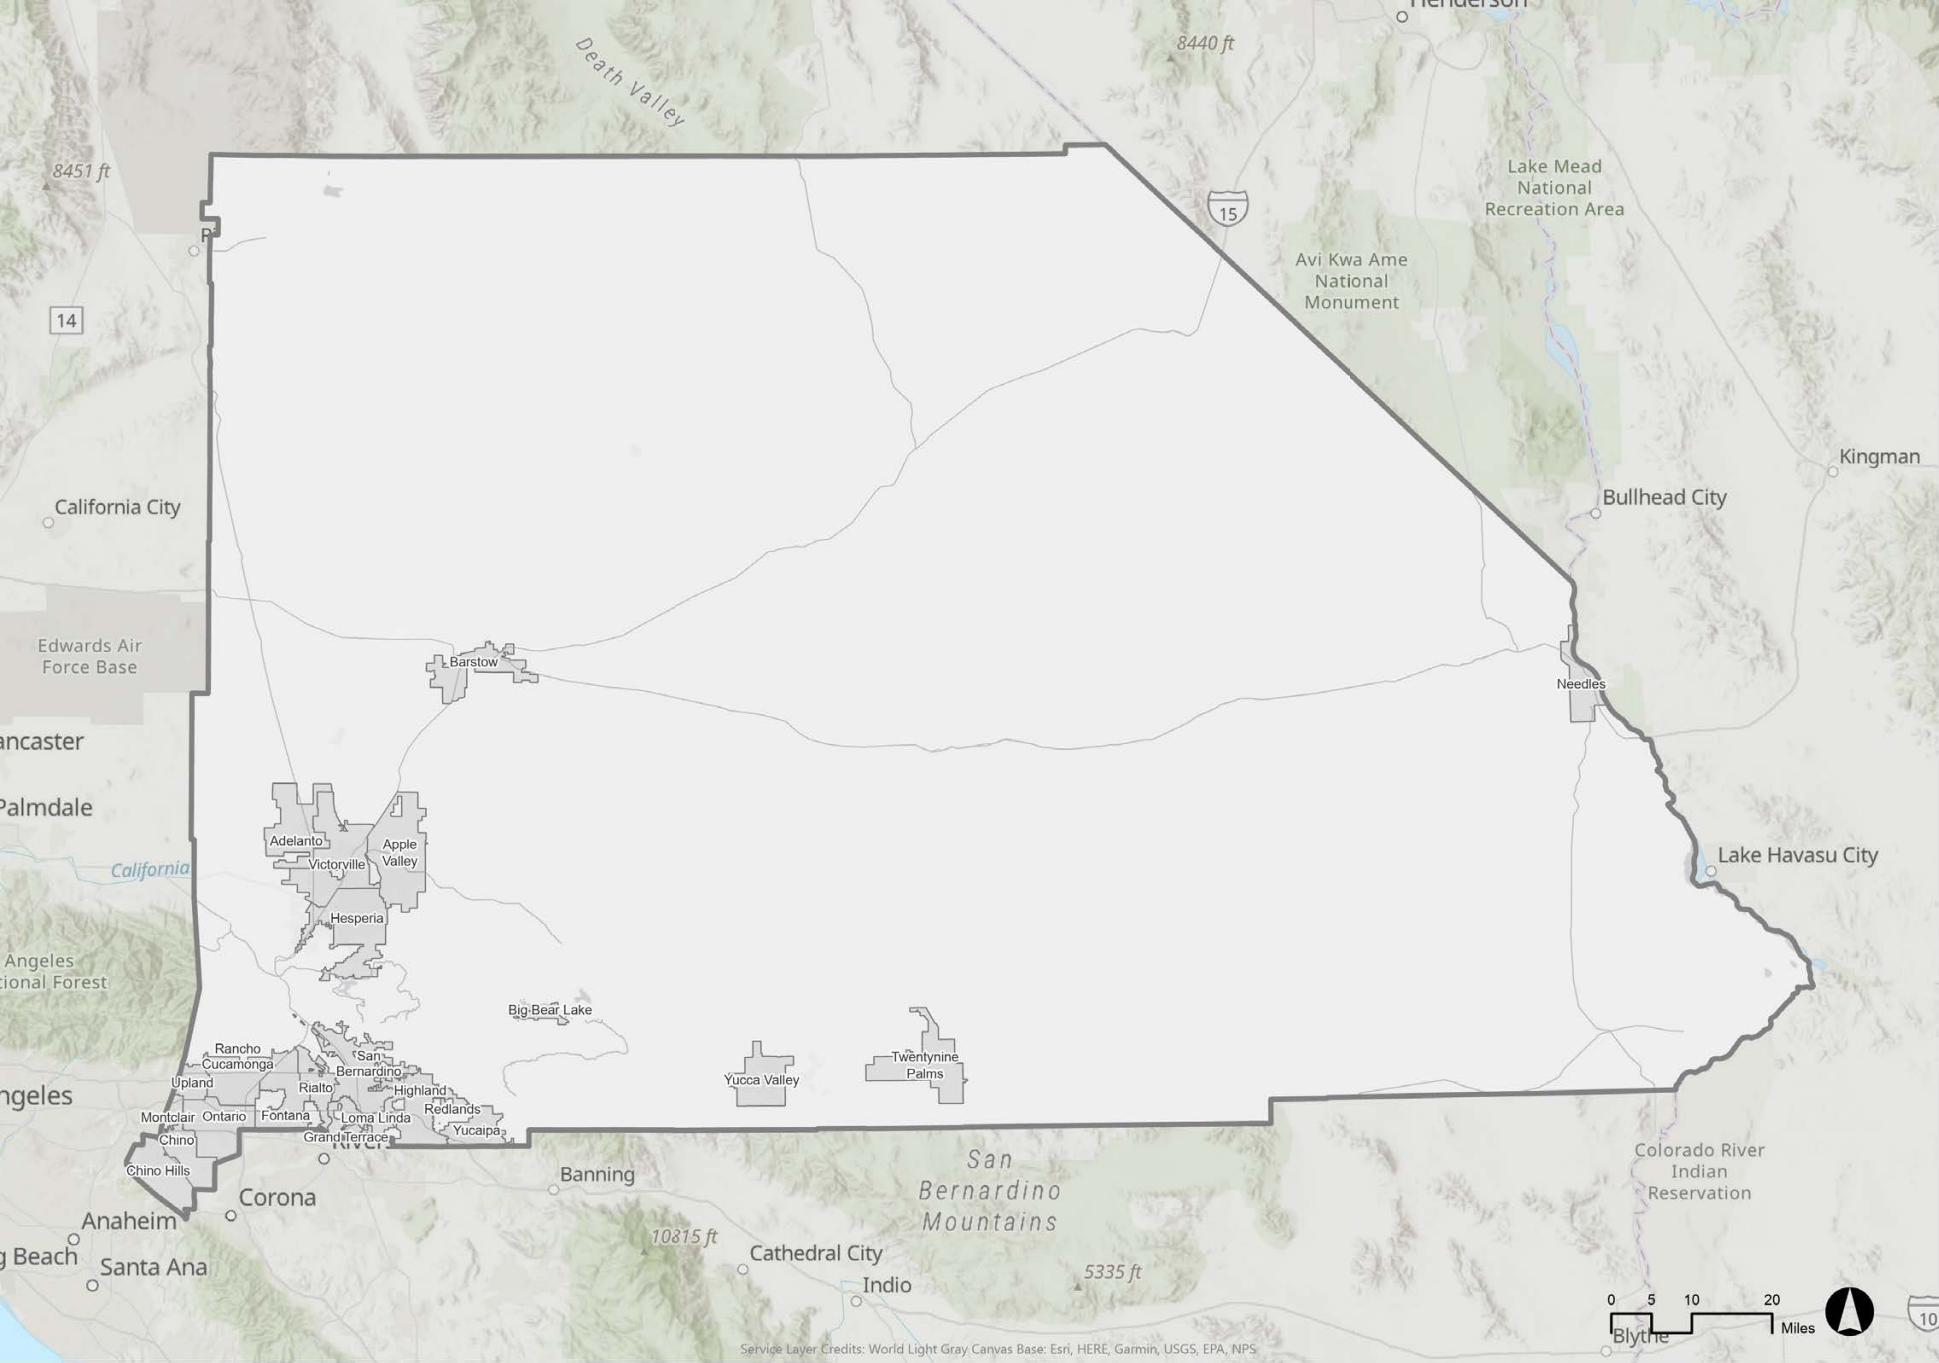 Henderson
8440 ft
Death Valley
8451 ft
Lake Mead
National
Recreation Area
15
Avi Kwa Ame
National
Monument
14
Kingman
California City
Bullhead City
Edwards Air
Force Base
Barstow
Needles
ancaster
Palmdale
Adelanto
Apple
Valley
Victorville
Lake Havasu City
California
Hesperia
Angeles
tional Forest
Big Bear Lake
Rancho
Cucamonga
San
Bernardino
Twentynine
Palms
Yucca Valley
Upland
Rialto
Highland
ngeles
Montclair
Ontario
Fontana
Loma Linda
Redlands
Yucaipa
Chino
Grand Terrace
River
Chino Hills
Banning
San
Bernardino
Mountains
Colorado River
Indian
Reservation
Corona
Anaheim
10815 ft
g Beach
Santa Ana
Cathedral City
5335 ft
Indio
0 5 10 20
Miles
10
Blythe
Service Layer Credits: World Light Gray Canvas Base: Esri, HERE, Garmin, USGS, EPA, NPS